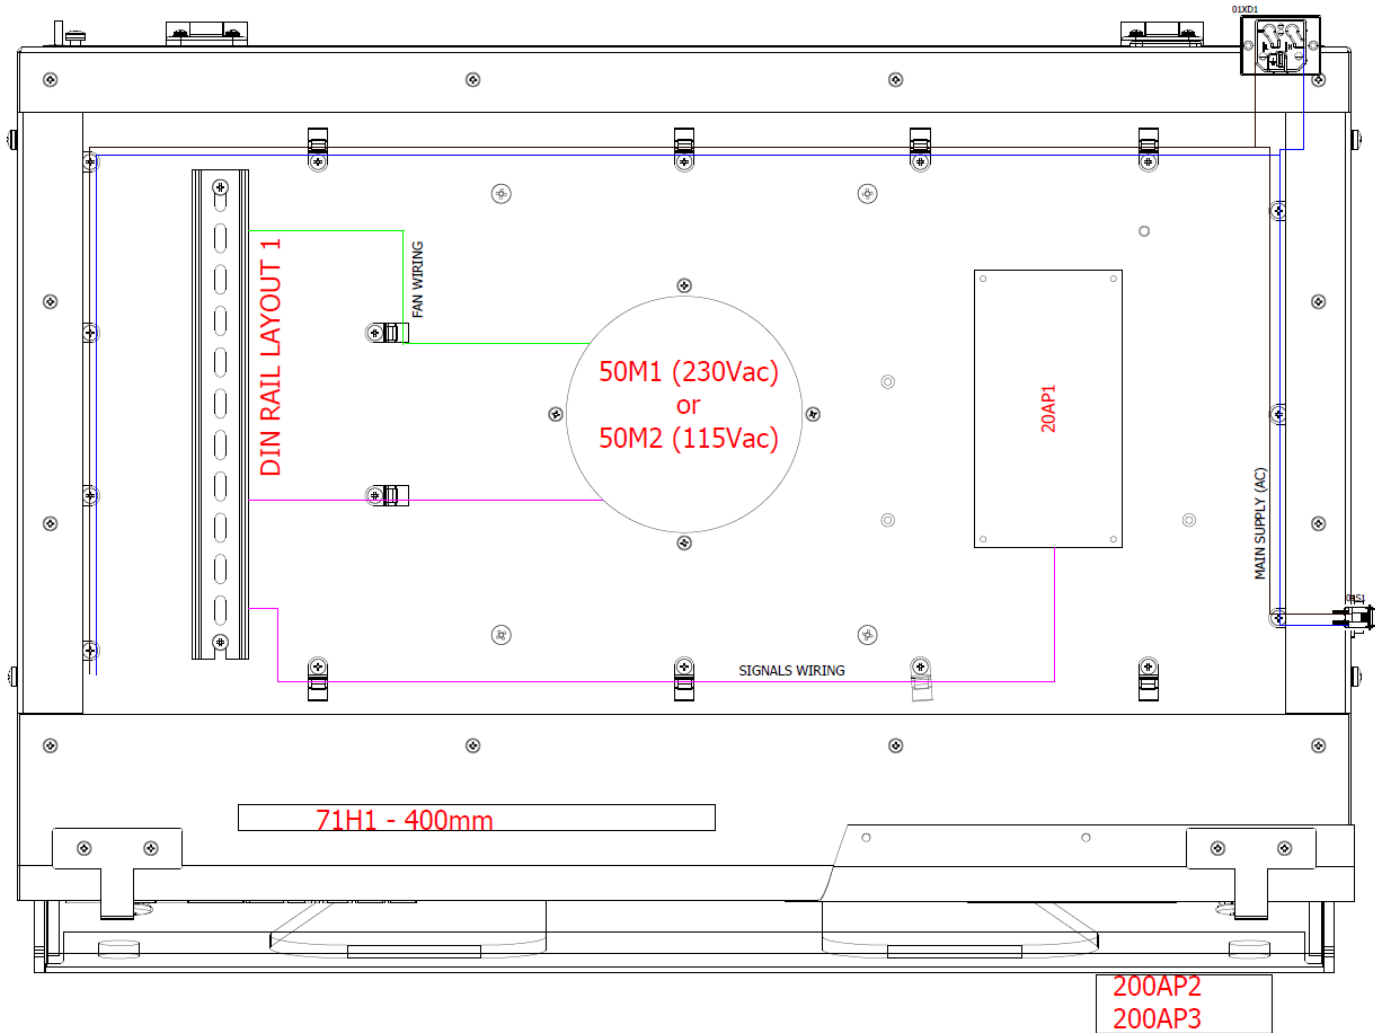 01XD1
DIN RAIL LAYOUT 1
FAN WIRING
50M1 (230Vac)
or
50M2 (115Vac)
20AP1
MAIN SUPPLY (AC)
SIGNALS WIRING
71H1 - 400mm
200AP2
200AP3